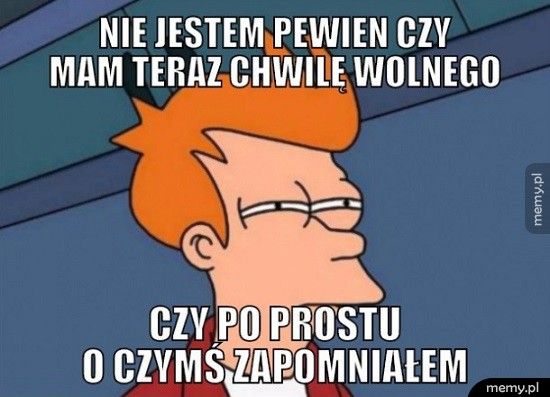 NIE JESTEM PEWIEN CZY
MAM TERAZ CHWILĘ WOLNEGO
memy.pl
CZY PO PROSTU
O CZYMŚ ZAPOMNIAŁEM
memy.pl